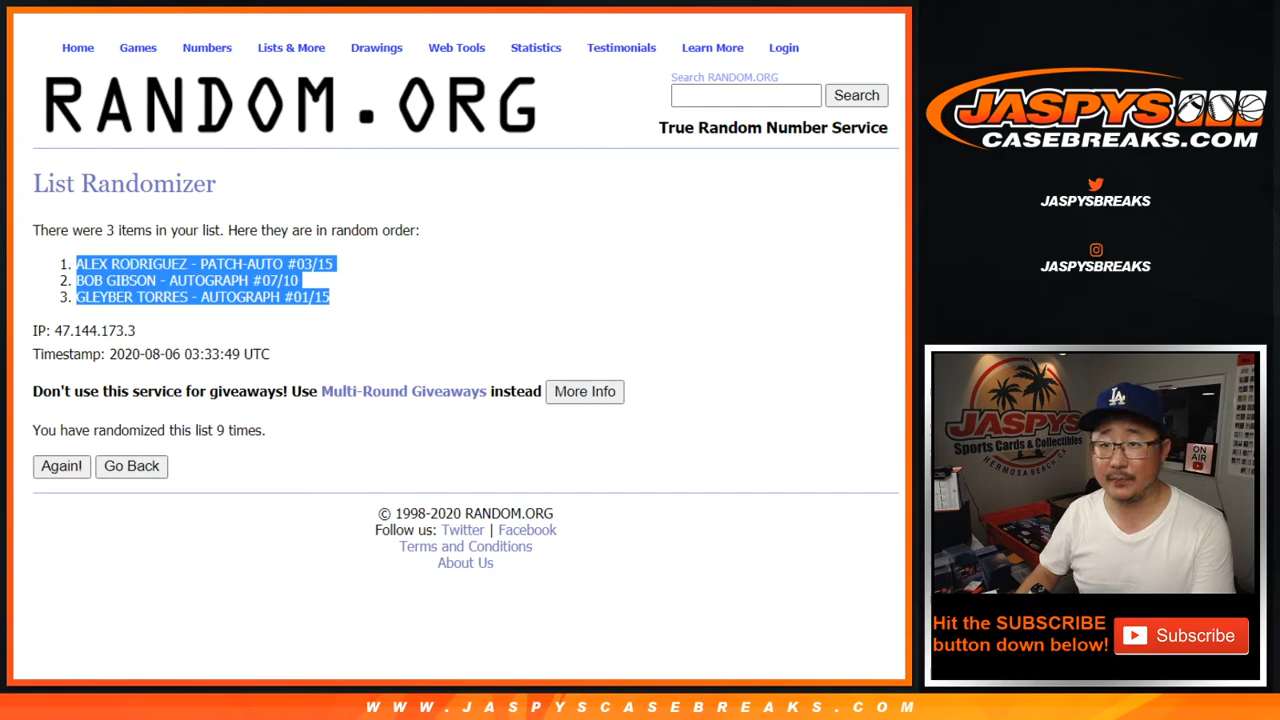 Home Games Numbers Lists & More Drawings Web Tools Statistics Testimonials Learn More Login
RANDOM.ORG
Search RANDOM.ORG
Search
True Random Number Service
List Randomizer
There were 3 items in your list. Here they are in random order:
1. ALEX RODRIGUEZ - PATCH-AUTO #03/15
2. BOB GIBSON - AUTOGRAPH #07/10
3. GLEYBER TORRES - AUTOGRAPH #01/15
IP: 47.144.173.3
Timestamp: 2020-08-06 03:33:49 UTC
Don't use this service for giveaways! Use Multi-Round Giveaways instead More Info
You have randomized this list 9 times.
Again! Go Back
© 1998-2020 RANDOM.ORG
Follow us: Twitter | Facebook
Terms and Conditions
About Us
JASPYS
CASEBREAKS.COM
JASPYSBREAKS
JASPYSBREAKS
JASPYS
Sports Cards & Collectibles
HERMOSA BEACH, CA
LA
ON
AIR
Hit the SUBSCRIBE
button down below!
Subscribe
WWW.JASPYSCASEBREAKS.COM